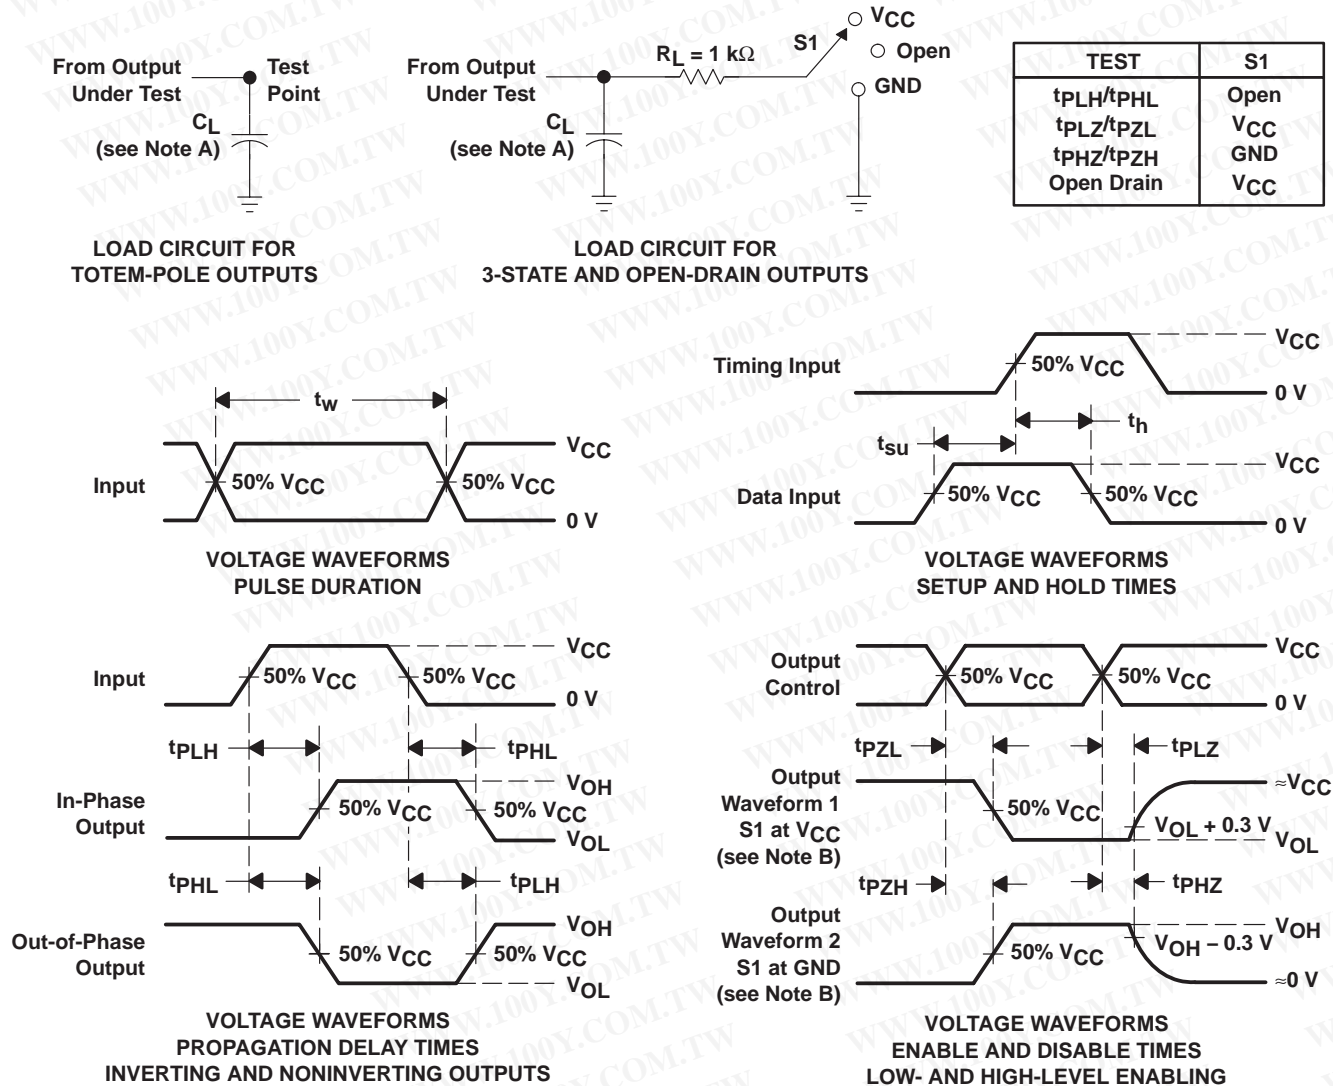 From Output
Under Test
Test
Point
CL
(see Note A)
LOAD CIRCUIT FOR
TOTEM-POLE OUTPUTS
From Output
Under Test
RL = 1 kΩ
S1
VCC
Open
GND
CL
(see Note A)
LOAD CIRCUIT FOR
3-STATE AND OPEN-DRAIN OUTPUTS
TEST S1
tPLH/tPHL Open
tPLZ/tPZL VCC
tPHZ/tPZH GND
Open Drain VCC
tw
Input
50% VCC
50% VCC
VCC
0 V
VOLTAGE WAVEFORMS
PULSE DURATION
Timing Input
50% VCC
VCC
0 V
tsu
th
Data Input
50% VCC
50% VCC
VCC
0 V
VOLTAGE WAVEFORMS
SETUP AND HOLD TIMES
Input
50% VCC
50% VCC
VCC
0 V
tPLH
tPHL
In-Phase
Output
50% VCC
50% VCC
VOH
VOL
tPHL
tPLH
Out-of-Phase
Output
50% VCC
50% VCC
VOH
VOL
VOLTAGE WAVEFORMS
PROPAGATION DELAY TIMES
INVERTING AND NONINVERTING OUTPUTS
Output
Control
50% VCC
50% VCC
VCC
0 V
tPZL
tPLZ
Output
Waveform 1
S1 at VCC
(see Note B)
50% VCC
VOL + 0.3 V
≈VCC
VOL
tPZH
tPHZ
Output
Waveform 2
S1 at GND
(see Note B)
50% VCC
VOH − 0.3 V
VOH
≈0 V
VOLTAGE WAVEFORMS
ENABLE AND DISABLE TIMES
LOW- AND HIGH-LEVEL ENABLING
WWW.100Y.COM.TW